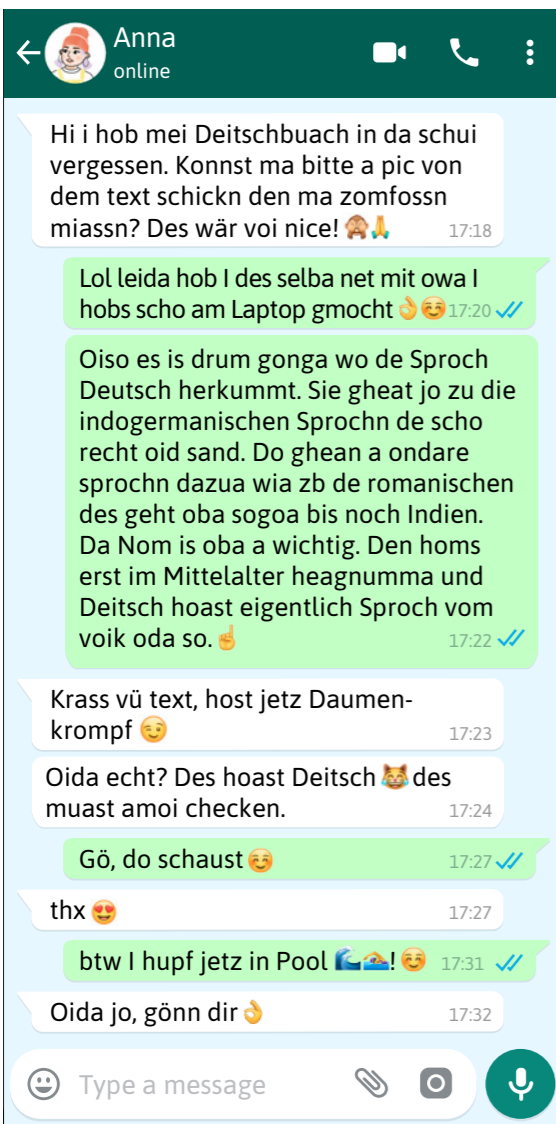 Anna
online
Hi i hob mei Deitschbuach in da schui
vergessen. Konnst ma bitte a pic von
dem text schickn den ma zomfossn
miassn? Des wär voi nice! 🙈🙏 17:18
Lol leida hob I des selba net mit owa I
hobs scho am Laptop gmocht👌☺️ 17:20
Oiso es is drum gonga wo de Sproch
Deutsch herkummt. Sie gheat jo zu die
indogermanischen Sprochn de scho
recht oid sand. Do ghean a ondare
sprochn dazua wia zb de romanischen
des geht oba sogoa bis noch Indien.
Da Nom is oba a wichtig. Den homs
erst im Mittelalter heagnumma und
Deitsch hoast eigentlich Sproch vom
voik oda so.☝️ 17:22
Krass vü text, host jetz Daumen-
krompf 😉 17:23
Oida echt? Des hoast Deitsch 😹 des
muast amoi checken. 17:24
Gö, do schaust ☺️ 17:27
thx 😍 17:27
btw I hupf jetz in Pool 🌊🏊! ☺️ 17:31
Oida jo, gönn dir👌 17:32
Type a message